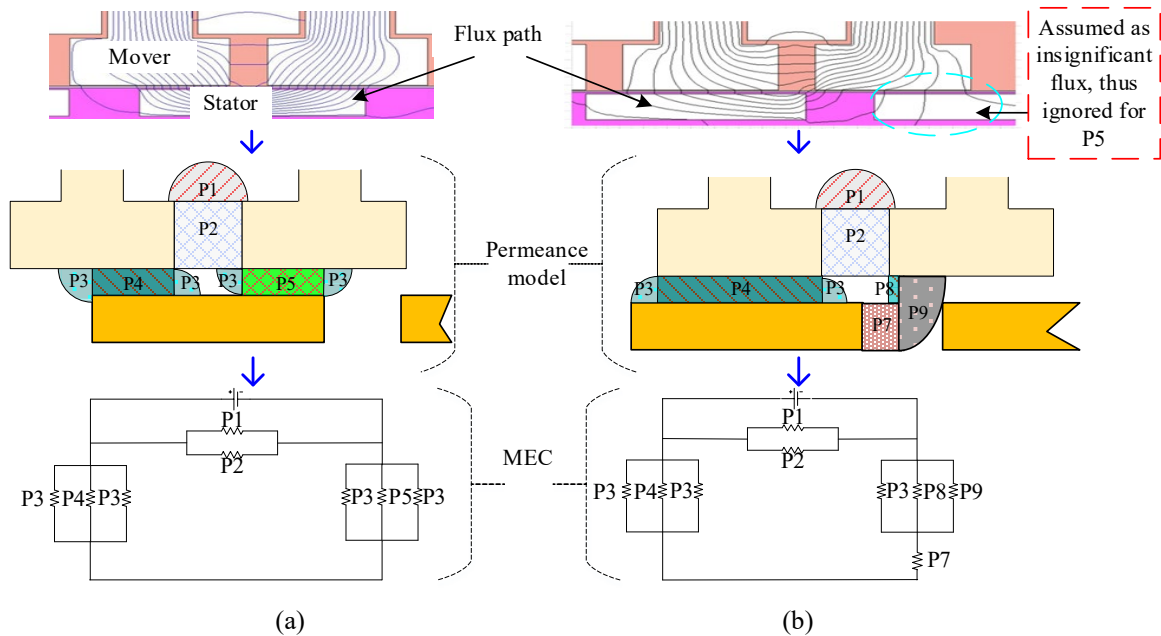 Mover
Stator
Flux path
Assumed as
insignificant
flux, thus
ignored for
P5
P1
P2
P3
P4
P3
P3
P5
P3
Permeance
model
P1
P2
P3
P4
P3
P8
P7
P9
+ -
P1
P2
P3
P4
P3
P3
P5
P3
MEC
+ -
P1
P2
P3
P4
P3
P3
P8
P9
P7
(a)
(b)